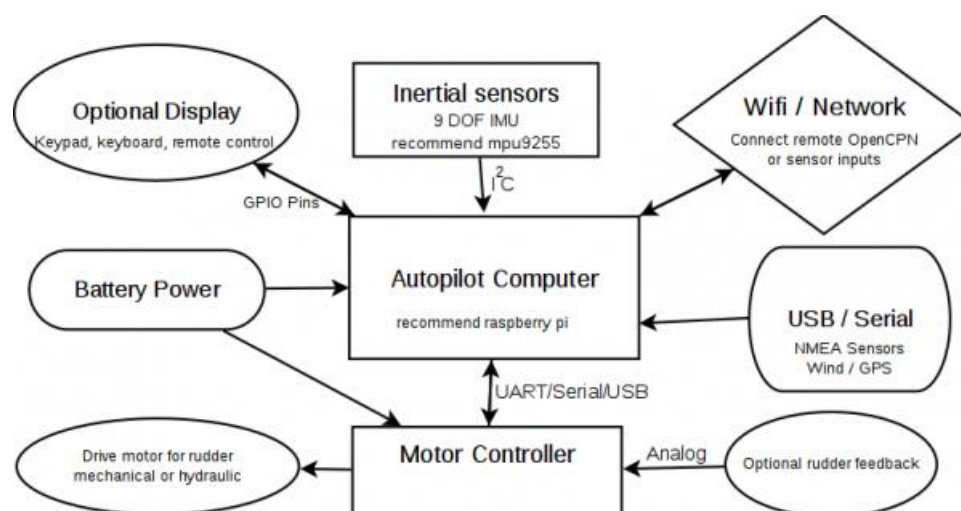 Optional Display
Keypad, keyboard, remote control
Inertial sensors
9 DOF IMU
recommend mpu9255
Wifi / Network
Connect remote OpenCPN
or sensor inputs
GPIO Pins
I2C
Battery Power
Autopilot Computer
recommend raspberry pi
USB / Serial
NMEA Sensors
Wind / GPS
UART/Serial/USB
Drive motor for rudder
mechanical or hydraulic
Motor Controller
Analog
Optional rudder feedback